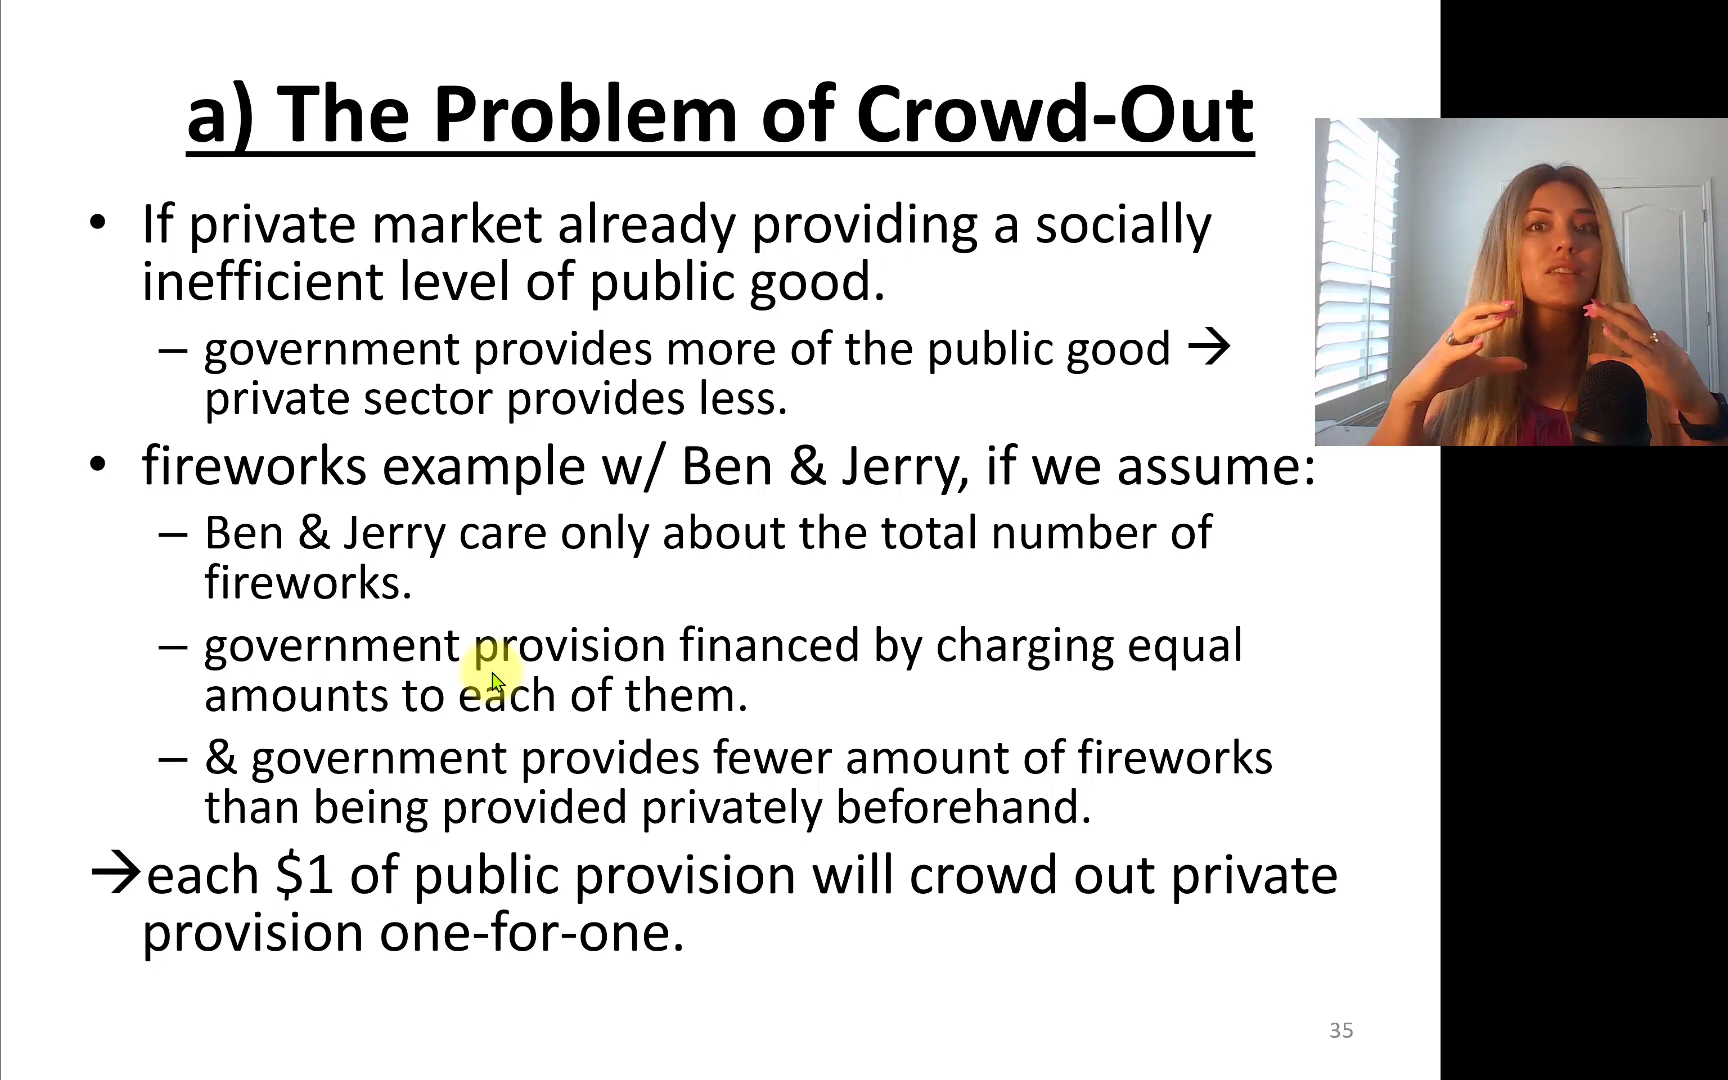 a) The Problem of Crowd-Out
• If private market already providing a socially
inefficient level of public good.
– government provides more of the public good →
private sector provides less.
• fireworks example w/ Ben & Jerry, if we assume:
– Ben & Jerry care only about the total number of
fireworks.
– government provision financed by charging equal
amounts to each of them.
– & government provides fewer amount of fireworks
than being provided privately beforehand.
→each $1 of public provision will crowd out private
provision one-for-one.
35